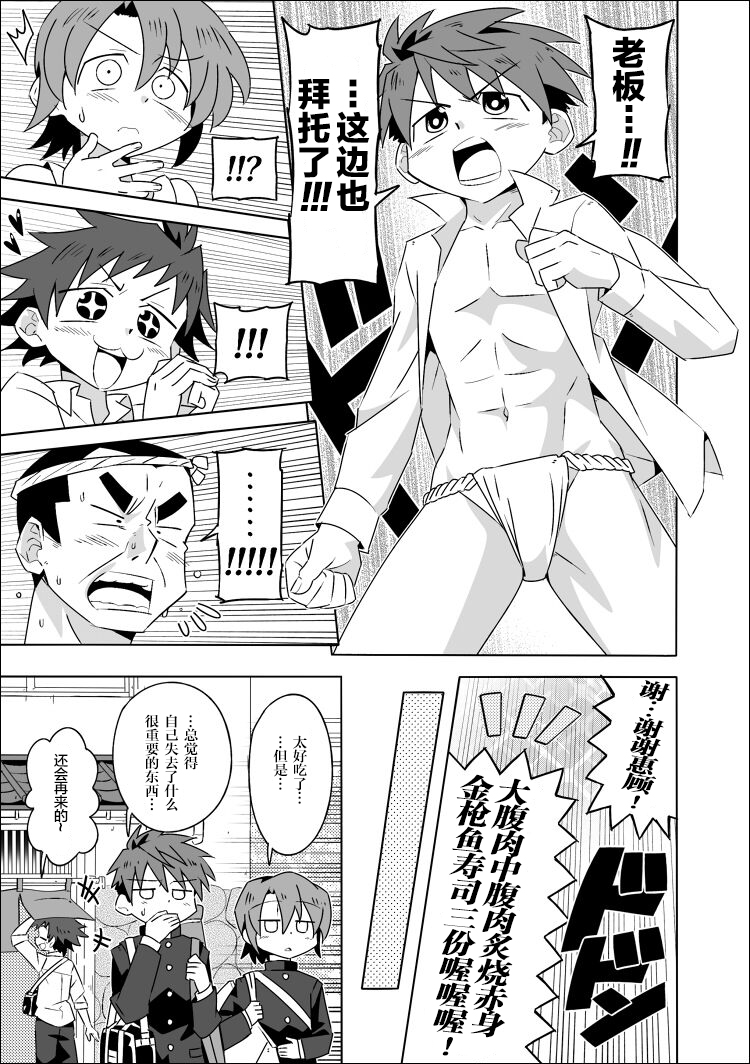 老板…!!
…这边也
拜托了!!!
!!!?
!!!
……
!!!!!
ドン
谢…谢谢惠顾！
大腹肉中腹肉炙烧赤身
金枪鱼寿司三份喔喔喔！
ドドン
太好吃了…
…但是…
…总觉得
自己失去了什么
很重要的东西…
还会再来的~